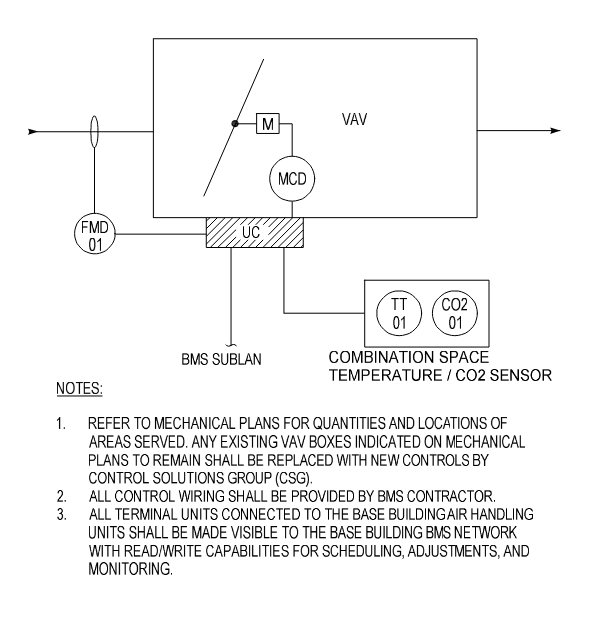 VAV
M
MCD
FMD
01
UC
TT
01
CO2
01
BMS SUBLAN
COMBINATION SPACE
TEMPERATURE / CO2 SENSOR
NOTES:
1. REFER TO MECHANICAL PLANS FOR QUANTITIES AND LOCATIONS OF
AREAS SERVED. ANY EXISTING VAV BOXES INDICATED ON MECHANICAL
PLANS TO REMAIN SHALL BE REPLACED WITH NEW CONTROLS BY
CONTROL SOLUTIONS GROUP (CSG).
2. ALL CONTROL WIRING SHALL BE PROVIDED BY BMS CONTRACTOR.
3. ALL TERMINAL UNITS CONNECTED TO THE BASE BUILDING AIR HANDLING
UNITS SHALL BE MADE VISIBLE TO THE BASE BUILDING BMS NETWORK
WITH READ/WRITE CAPABILITIES FOR SCHEDULING, ADJUSTMENTS, AND
MONITORING.